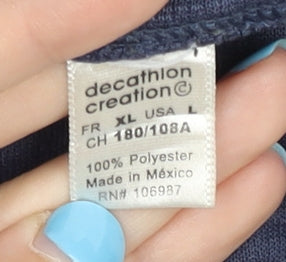 decathlon
creation©
FR XL USA L
CH 180/108A
100% Polyester
Made in México
RN# 106987